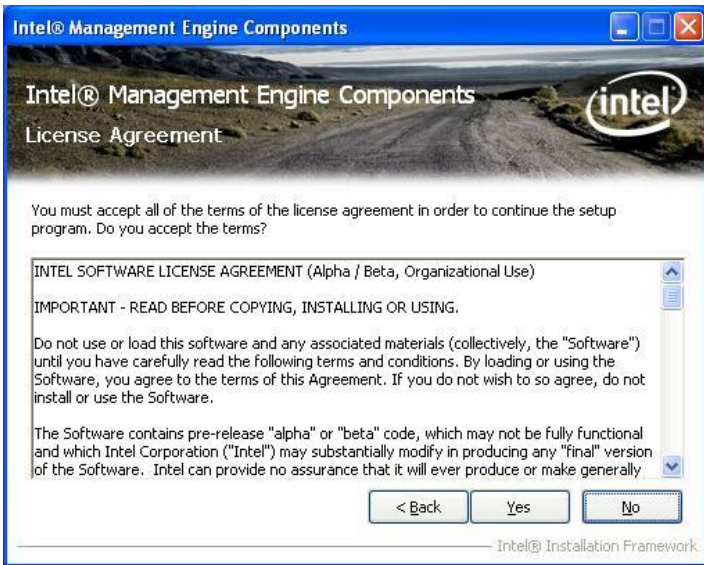 Intel® Management Engine Components
Intel® Management Engine Components
intel
License Agreement
You must accept all of the terms of the license agreement in order to continue the setup
program. Do you accept the terms?
INTEL SOFTWARE LICENSE AGREEMENT (Alpha / Beta, Organizational Use)
IMPORTANT - READ BEFORE COPYING, INSTALLING OR USING.
Do not use or load this software and any associated materials (collectively, the "Software")
until you have carefully read the following terms and conditions. By loading or using the
Software, you agree to the terms of this Agreement. If you do not wish to so agree, do not
install or use the Software.
The Software contains pre-release "alpha" or "beta" code, which may not be fully functional
and which Intel Corporation ("Intel") may substantially modify in producing any "final" version
of the Software.  Intel can provide no assurance that it will ever produce or make generally
< Back
Yes
No
Intel® Installation Framework